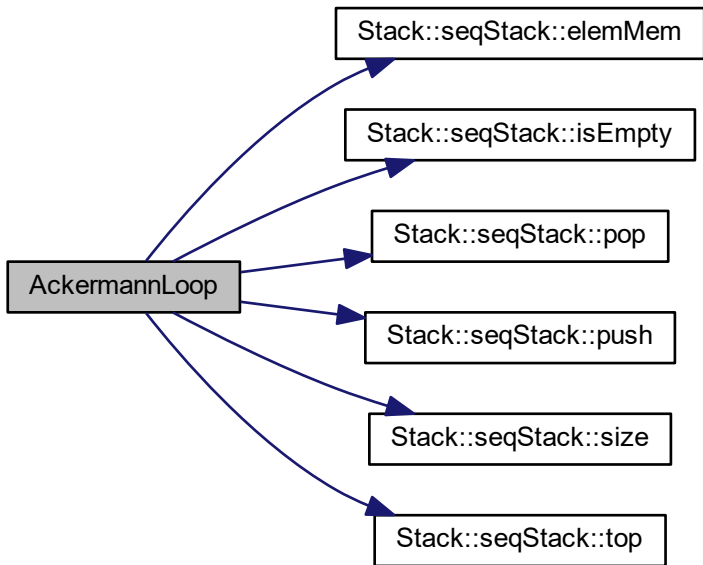 Stack::seqStack::elemMem
Stack::seqStack::isEmpty
Stack::seqStack::pop
AckermannLoop
Stack::seqStack::push
Stack::seqStack::size
Stack::seqStack::top